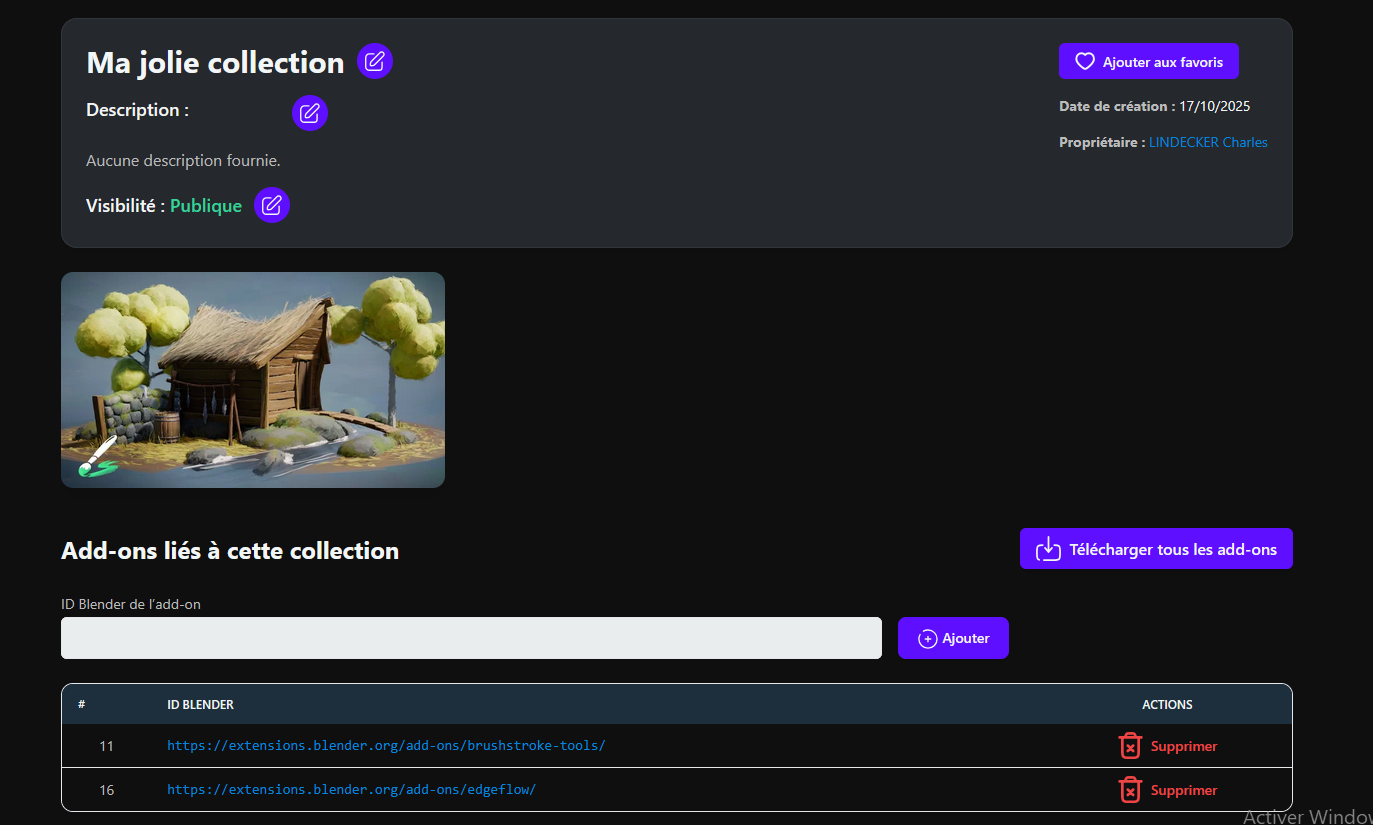 Ma jolie collection
Ajouter aux favoris
Description :
Date de création : 17/10/2025
Propriétaire : LINDECKER Charles
Aucune description fournie.
Visibilité : Publique
Add-ons liés à cette collection
Télécharger tous les add-ons
ID Blender de l'add-on
Ajouter
# ID BLENDER ACTIONS
11 https://extensions.blender.org/add-ons/brushstroke-tools/ Supprimer
16 https://extensions.blender.org/add-ons/edgeflow/ Supprimer
Activer Window